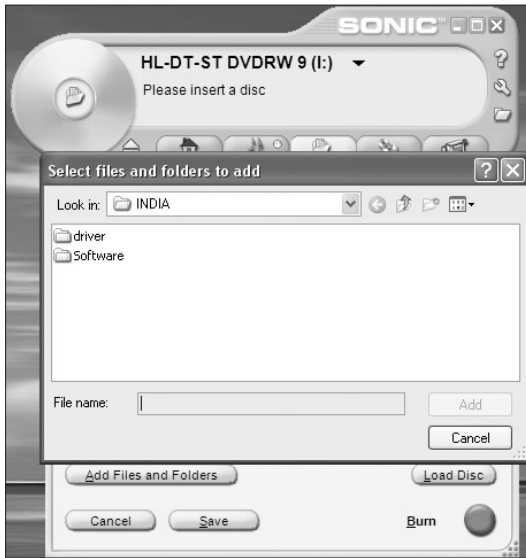 SONIC
HL-DT-ST DVDRW 9 (I:)
Please insert a disc
Select files and folders to add
Look in: INDIA
driver
Software
File name: Add
Cancel
Add Files and Folders Load Disc
Cancel Save Burn